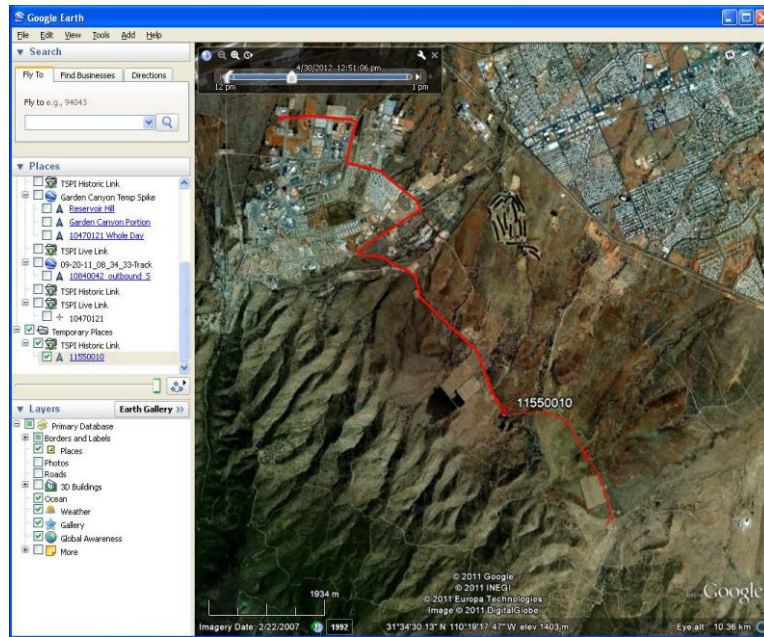 Google Earth
File Edit View Tools Add Help
Search
Fly To Find Businesses Directions
Fly to e.g., 94043
Places
TSPI Historic Link
Garden Canyon Temp Spike
Reservoir Hill
Garden Canyon Portion
10470121 Whole Day
TSPI Live Link
09-20-11_08_34_33-Track
10840042_outbound_S
TSPI Historic Link
TSPI Live Link
10470121
Temporary Places
TSPI Historic Link
11550010
Layers Earth Gallery >>
Primary Database
Borders and Labels
Places
Photos
Roads
3D Buildings
Ocean
Weather
Gallery
Global Awareness
More
4/30/2012 12:51:06 pm
12 pm 1 pm
11550010
1934 m
© 2011 Google
© 2011 INEGI
© 2011 Europa Technologies
Image © 2011 DigitalGlobe
Google
Imagery Date: 2/22/2007 1992 31°34'30.13" N 110°19'17.47" W elev 1403 m Eye alt 10.36 km